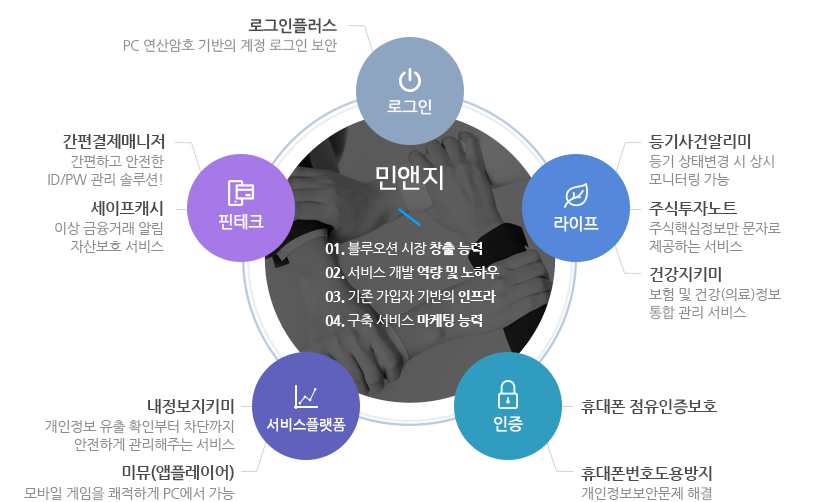 로그인플러스
PC 연산암호 기반의 계정 로그인 보안
로그인
간편결제매니저
간편하고 안전한
ID/PW 관리 솔루션!
세이프캐시
이상 금융거래 알림
자산보호 서비스
핀테크
민앤지
01. 블루오션 시장 창출 능력
02. 서비스 개발 역량 및 노하우
03. 기존 가입자 기반의 인프라
04. 구축 서비스 마케팅 능력
라이프
등기사건알리미
등기 상태변경 시 상시
모니터링 가능
주식투자노트
주식핵심정보만 문자로
제공하는 서비스
건강지키미
보험 및 건강(의료)정보
통합 관리 서비스
내정보지키미
개인정보 유출 확인부터 차단까지
안전하게 관리해주는 서비스
미뮤(앱플레이어)
모바일 게임을 쾌적하게 PC에서 가능
서비스플랫폼
인증
휴대폰 점유인증보호
휴대폰번호도용방지
개인정보보안문제 해결